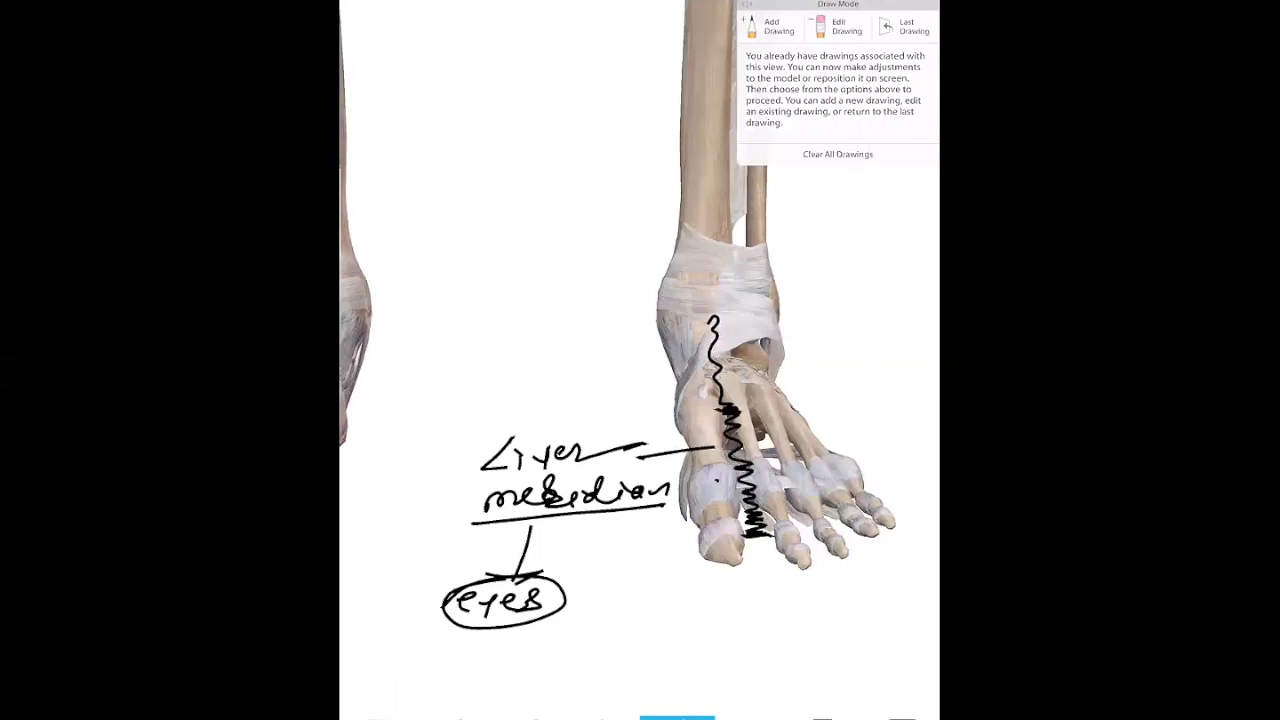 Draw Mode
Add Drawing
Edit Drawing
Last Drawing
You already have drawings associated with
this view. You can now make adjustments
to the model or reposition it on screen.
Then choose from the options above to
proceed. You can add a new drawing, edit
an existing drawing, or return to the last
drawing.
Clear All Drawings
Liver
meridian
eyes